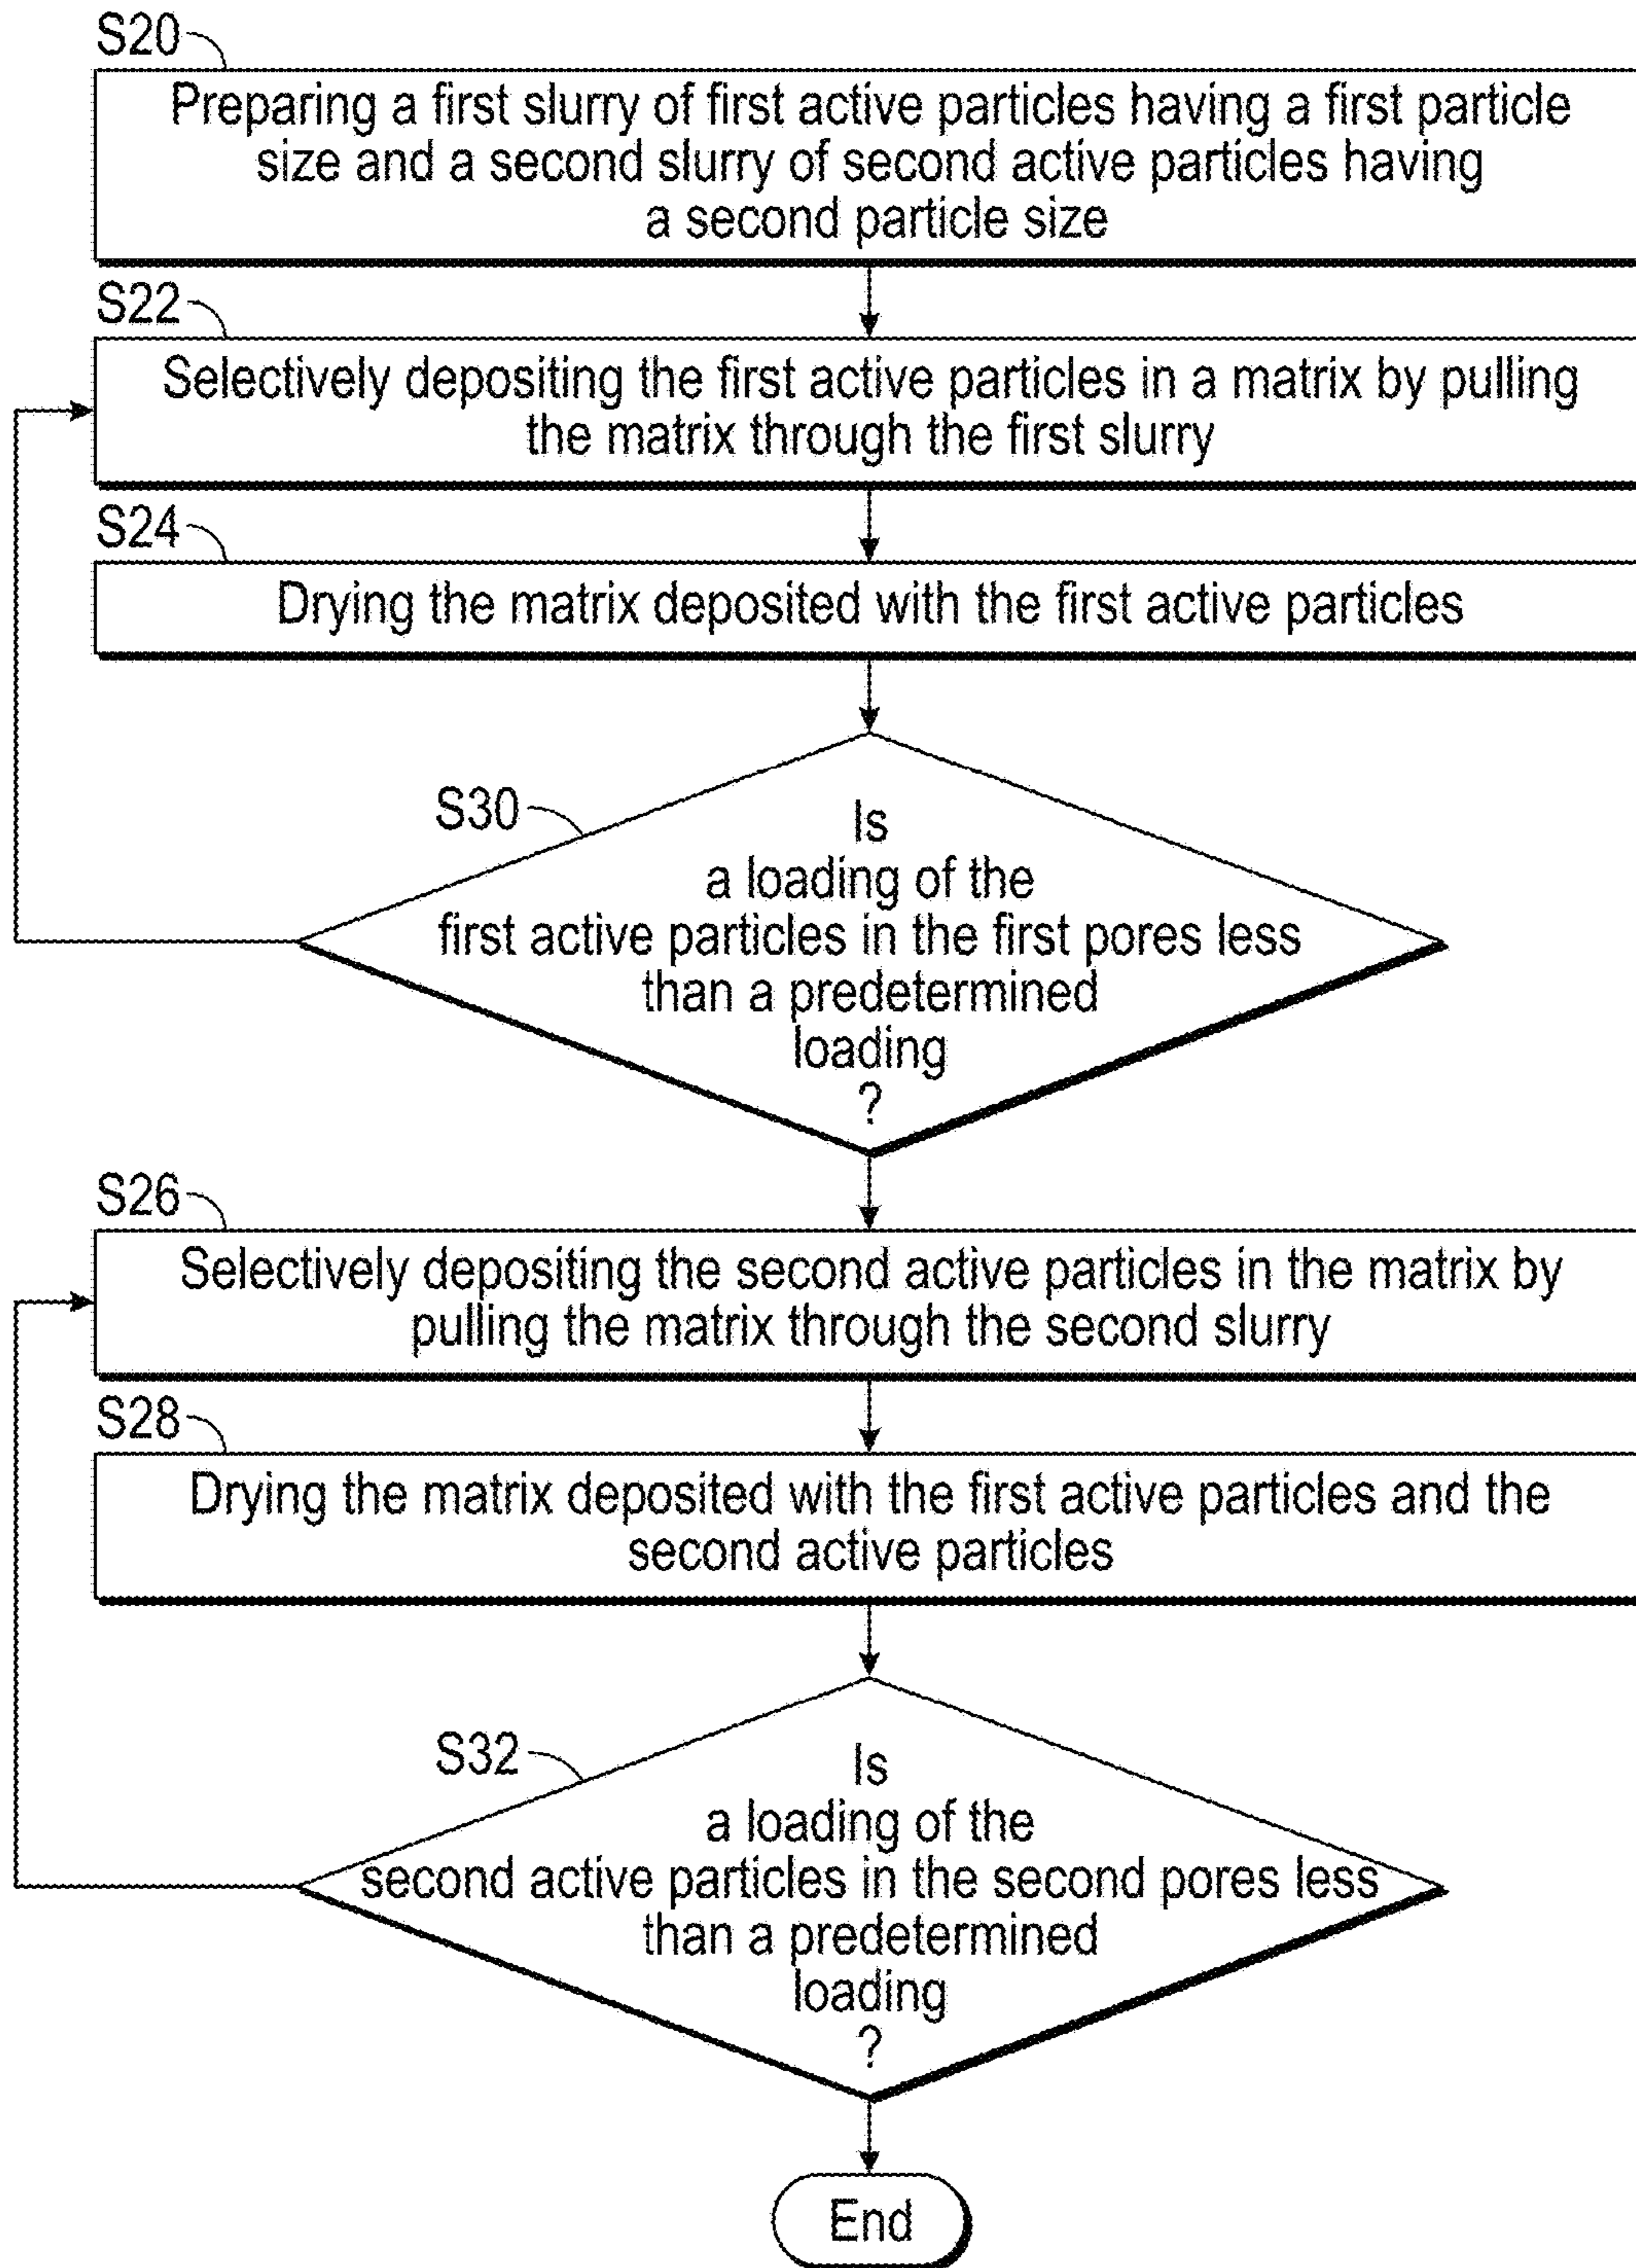 S20
Preparing a first slurry of first active particles having a first particle
size and a second slurry of second active particles having
a second particle size
S22
Selectively depositing the first active particles in a matrix by pulling
the matrix through the first slurry
S24
Drying the matrix deposited with the first active particles
S30
Is
a loading of the
first active particles in the first pores less
than a predetermined
loading
?
S26
Selectively depositing the second active particles in the matrix by
pulling the matrix through the second slurry
S28
Drying the matrix deposited with the first active particles and the
second active particles
S32
Is
a loading of the
second active particles in the second pores less
than a predetermined
loading
?
End